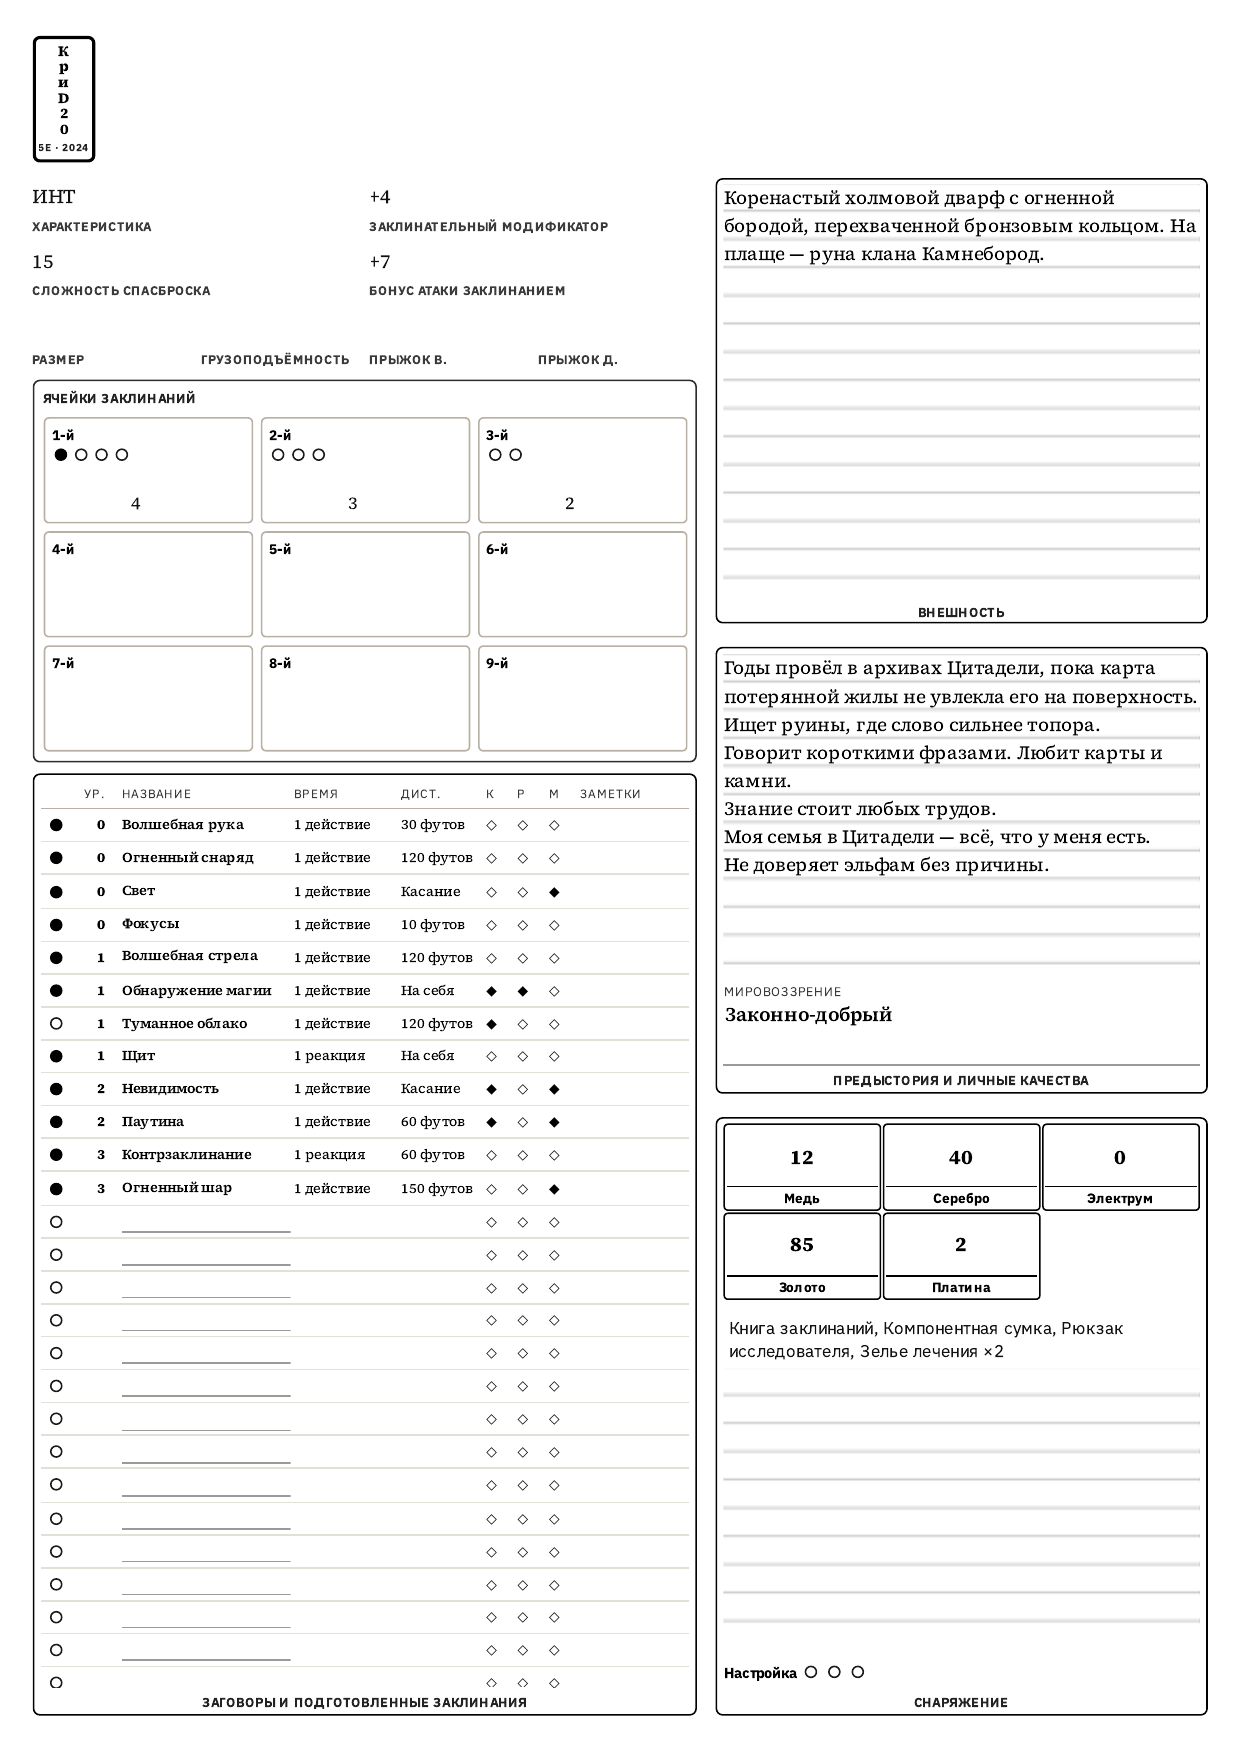 К
р
и
D
2
0
5E · 2024
ИНТ
ХАРАКТЕРИСТИКА
+4
ЗАКЛИНАТЕЛЬНЫЙ МОДИФИКАТОР
15
СЛОЖНОСТЬ СПАСБРОСКА
+7
БОНУС АТАКИ ЗАКЛИНАНИЕМ
РАЗМЕР ГРУЗОПОДЪЁМНОСТЬ ПРЫЖОК В. ПРЫЖОК Д.
ЯЧЕЙКИ ЗАКЛИНАНИЙ
1-й 2-й 3-й
4 3 2
4-й 5-й 6-й
7-й 8-й 9-й
УР. НАЗВАНИЕ ВРЕМЯ ДИСТ. К Р М ЗАМЕТКИ
0 Волшебная рука 1 действие 30 футов
0 Огненный снаряд 1 действие 120 футов
0 Свет 1 действие Касание
0 Фокусы 1 действие 10 футов
1 Волшебная стрела 1 действие 120 футов
1 Обнаружение магии 1 действие На себя
1 Туманное облако 1 действие 120 футов
1 Щит 1 реакция На себя
2 Невидимость 1 действие Касание
2 Паутина 1 действие 60 футов
3 Контрзаклинание 1 реакция 60 футов
3 Огненный шар 1 действие 150 футов
ЗАГОВОРЫ И ПОДГОТОВЛЕННЫЕ ЗАКЛИНАНИЯ
Коренастый холмовой дварф с огненной
бородой, перехваченной бронзовым кольцом. На
плаще — руна клана Камнебород.
ВНЕШНОСТЬ
Годы провёл в архивах Цитадели, пока карта
потерянной жилы не увлекла его на поверхность.
Ищет руины, где слово сильнее топора.
Говорит короткими фразами. Любит карты и
камни.
Знание стоит любых трудов.
Моя семья в Цитадели — всё, что у меня есть.
Не доверяет эльфам без причины.
МИРОВОЗЗРЕНИЕ
Законно-добрый
ПРЕДЫСТОРИЯ И ЛИЧНЫЕ КАЧЕСТВА
12 40 0
Медь Серебро Электрум
85 2
Золото Платина
Книга заклинаний, Компонентная сумка, Рюкзак
исследователя, Зелье лечения ×2
Настройка
СНАРЯЖЕНИЕ